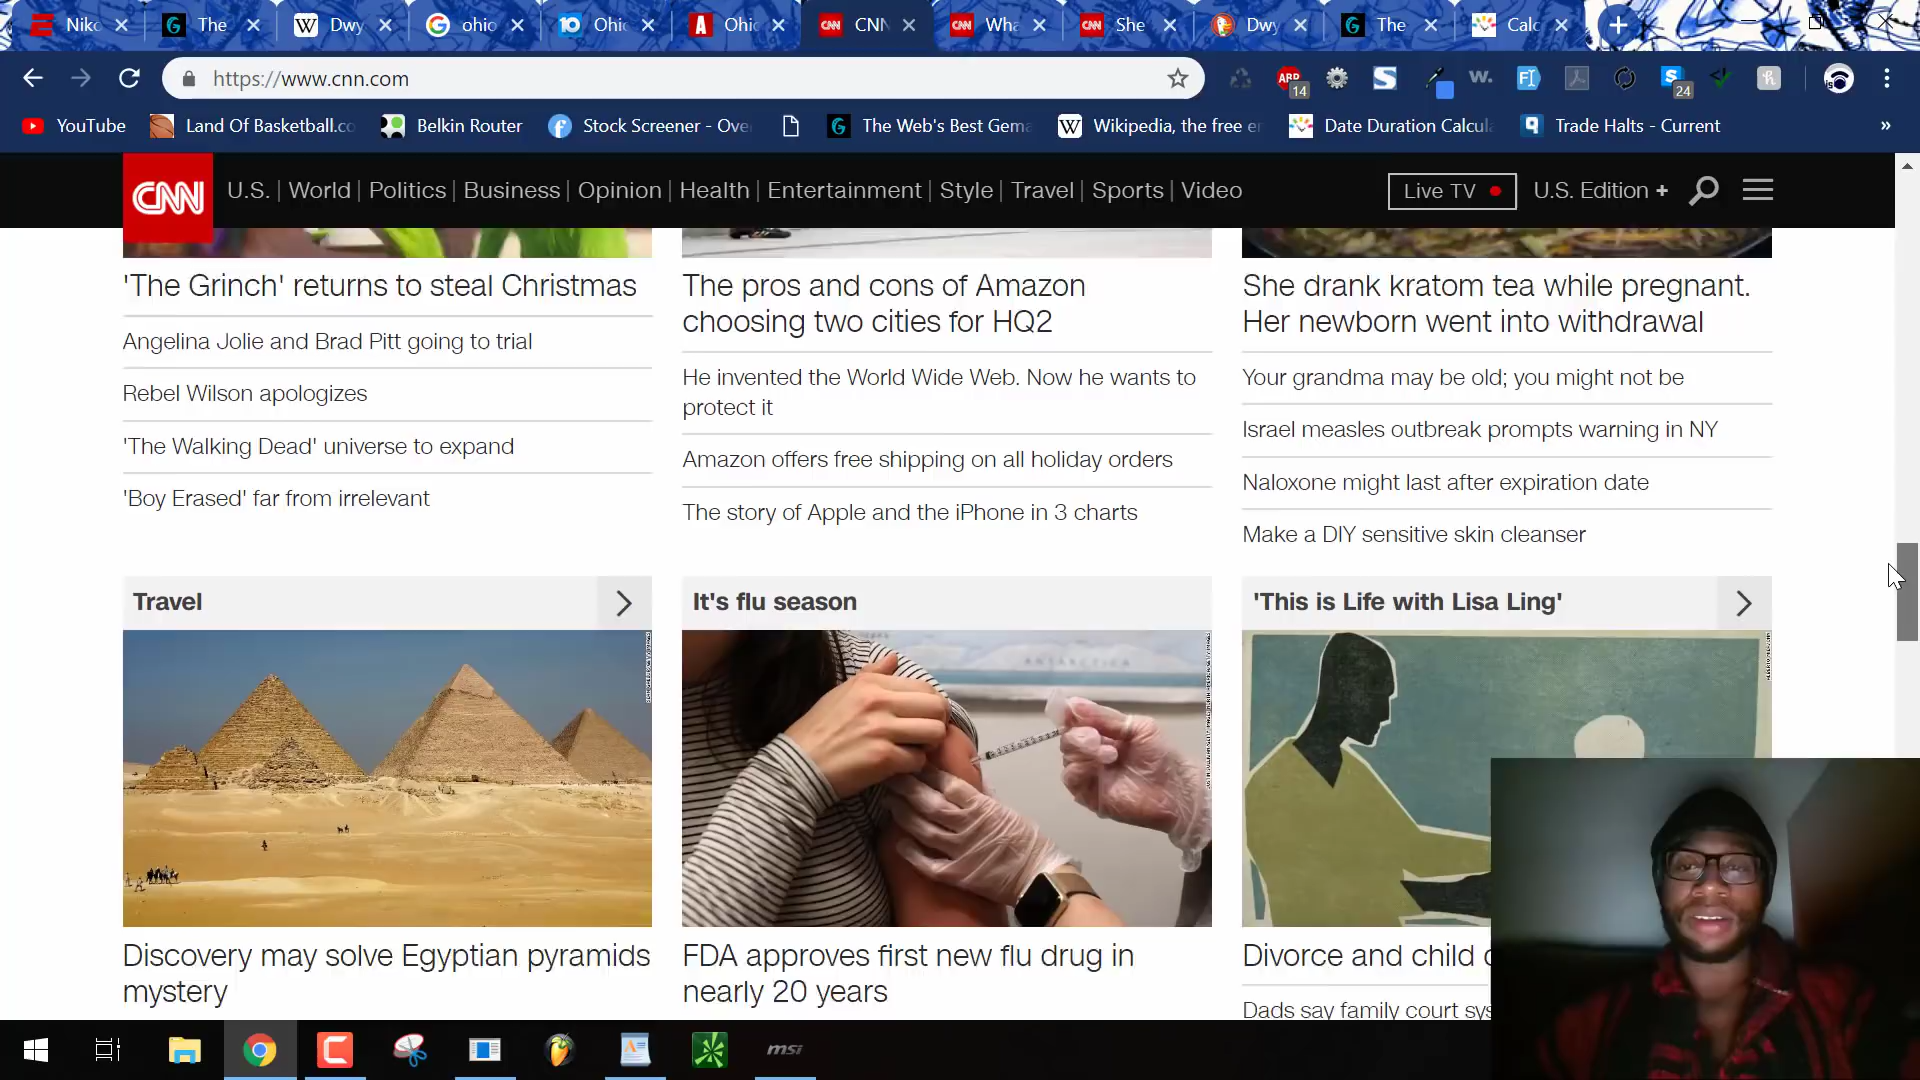 Niko
The
Dwy
ohio
Ohio
Ohio
CNN
Wha
She
Dwy
The
Calc
https://www.cnn.com
ABP
14
w.
24
YouTube
Land Of Basketball.co
Belkin Router
Stock Screener - Ove
The Web's Best Gema
Wikipedia, the free e
Date Duration Calcul
Trade Halts - Current
»
CNN
U.S. | World | Politics | Business | Opinion | Health | Entertainment | Style | Travel | Sports | Video
Live TV
U.S. Edition +
'The Grinch' returns to steal Christmas
Angelina Jolie and Brad Pitt going to trial
Rebel Wilson apologizes
'The Walking Dead' universe to expand
'Boy Erased' far from irrelevant
The pros and cons of Amazon
choosing two cities for HQ2
He invented the World Wide Web. Now he wants to
protect it
Amazon offers free shipping on all holiday orders
The story of Apple and the iPhone in 3 charts
She drank kratom tea while pregnant.
Her newborn went into withdrawal
Your grandma may be old; you might not be
Israel measles outbreak prompts warning in NY
Naloxone might last after expiration date
Make a DIY sensitive skin cleanser
Travel
Discovery may solve Egyptian pyramids
mystery
It's flu season
ANTARCTICA
FDA approves first new flu drug in
nearly 20 years
'This is Life with Lisa Ling'
Divorce and child
Dads say family court sys
msi